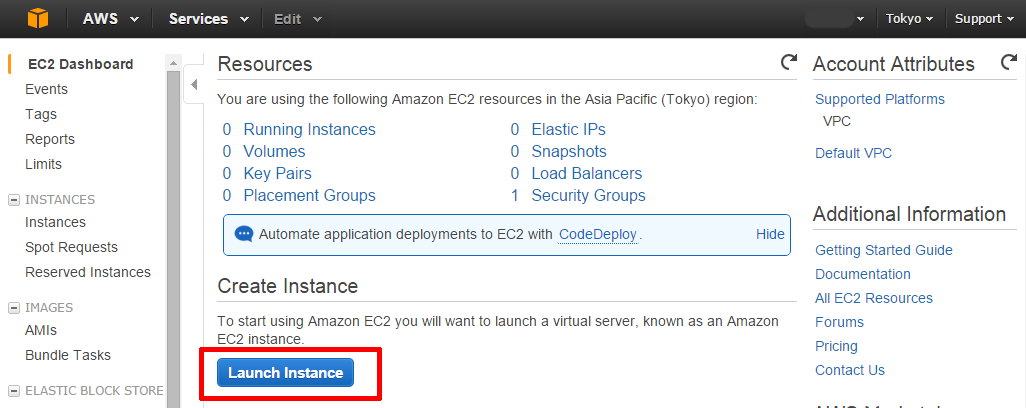 AWS Services Edit Tokyo Support
EC2 Dashboard
Events
Tags
Reports
Limits
INSTANCES
Instances
Spot Requests
Reserved Instances
IMAGES
AMIs
Bundle Tasks
ELASTIC BLOCK STORE
Resources
You are using the following Amazon EC2 resources in the Asia Pacific (Tokyo) region:
0 Running Instances 0 Elastic IPs
0 Volumes 0 Snapshots
0 Key Pairs 0 Load Balancers
0 Placement Groups 1 Security Groups
Automate application deployments to EC2 with CodeDeploy. Hide
Create Instance
To start using Amazon EC2 you will want to launch a virtual server, known as an Amazon
EC2 instance.
Launch Instance
Account Attributes
Supported Platforms
VPC
Default VPC
Additional Information
Getting Started Guide
Documentation
All EC2 Resources
Forums
Pricing
Contact Us